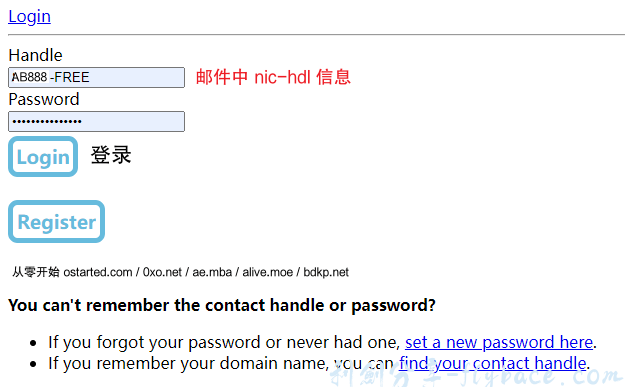 Login
Handle
AB888 -FREE 邮件中 nic-hdl 信息
Password
•••••••••••••••
Login 登录
Register
从零开始 ostarted.com / 0xo.net / ae.mba / alive.moe / bdkp.net
You can't remember the contact handle or password?
• If you forgot your password or never had one, set a new password here.
• If you remember your domain name, you can find your contact handle.